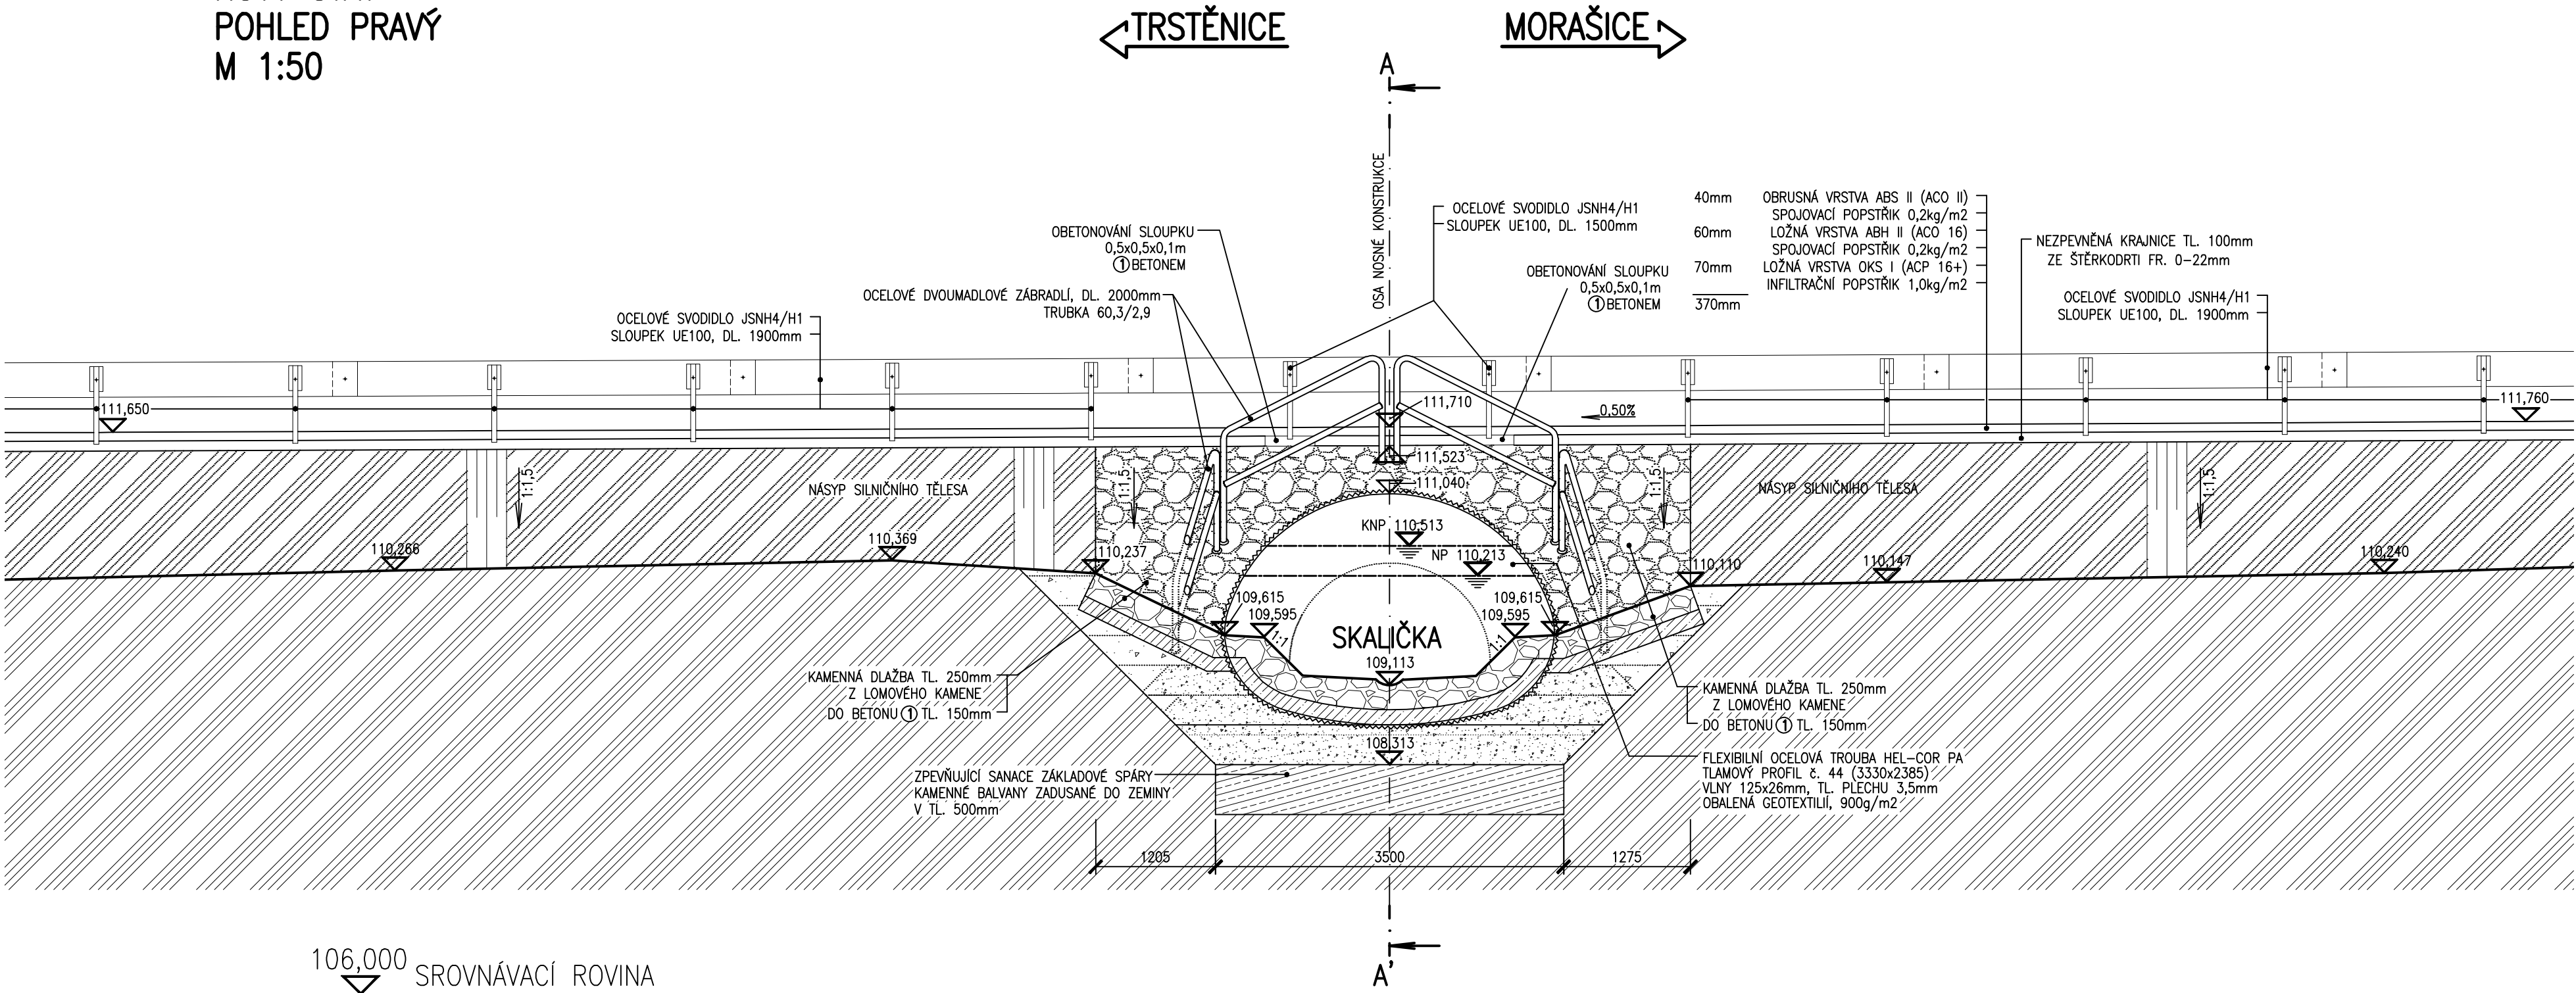 POHLED PRAVÝ
M 1:50
TRSTĚNICE
MORAŠICE
A
OSA NOSNÉ KONSTRUKCE
OBETONOVÁNÍ SLOUPKU
0,5x0,5x0,1m
① BETONEM
OCELOVÉ DVOUMADLOVÉ ZÁBRADLÍ, DL. 2000mm
TRUBKA 60,3/2,9
OCELOVÉ SVODIDLO JSNH4/H1
SLOUPEK UE100, DL. 1900mm
OCELOVÉ SVODIDLO JSNH4/H1
SLOUPEK UE100, DL. 1500mm
OBETONOVÁNÍ SLOUPKU
0,5x0,5x0,1m
① BETONEM
40mm OBRUSNÁ VRSTVA ABS II (ACO II)
SPOJOVACÍ POPSTŘIK 0,2kg/m2
60mm LOŽNÁ VRSTVA ABH II (ACO 16)
SPOJOVACÍ POPSTŘIK 0,2kg/m2
70mm LOŽNÁ VRSTVA OKS I (ACP 16+)
INFILTRAČNÍ POPSTŘIK 1,0kg/m2
370mm
NEZPEVNĚNÁ KRAJNICE TL. 100mm
ZE ŠTĚRKODRTI FR. 0-22mm
OCELOVÉ SVODIDLO JSNH4/H1
SLOUPEK UE100, DL. 1900mm
111,650
111,710
0,50%
111,760
111,523
111,040
1:1,5
1:1,5
1:1,5
1:1,5
NÁSYP SILNIČNÍHO TĚLESA
NÁSYP SILNIČNÍHO TĚLESA
KNP 110,513
NP 110,213
110,266
110,369
110,237
110,110
110,147
110,240
109,615
109,595
109,615
109,595
1:1
1:1
SKALIČKA
109,113
KAMENNÁ DLAŽBA TL. 250mm
Z LOMOVÉHO KAMENE
DO BETONU ① TL. 150mm
KAMENNÁ DLAŽBA TL. 250mm
Z LOMOVÉHO KAMENE
DO BETONU ① TL. 150mm
108,313
ZPEVŇUJÍCÍ SANACE ZÁKLADOVÉ SPÁRY
KAMENNÉ BALVANY ZADUSANÉ DO ZEMINY
V TL. 500mm
FLEXIBILNÍ OCELOVÁ TROUBA HEL-COR PA
TLAMOVÝ PROFIL č. 44 (3330x2385)
VLNY 125x26mm, TL. PLECHU 3,5mm
OBALENÁ GEOTEXTILIÍ, 900g/m2
1205
3500
1275
A'
106,000 SROVNÁVACÍ ROVINA